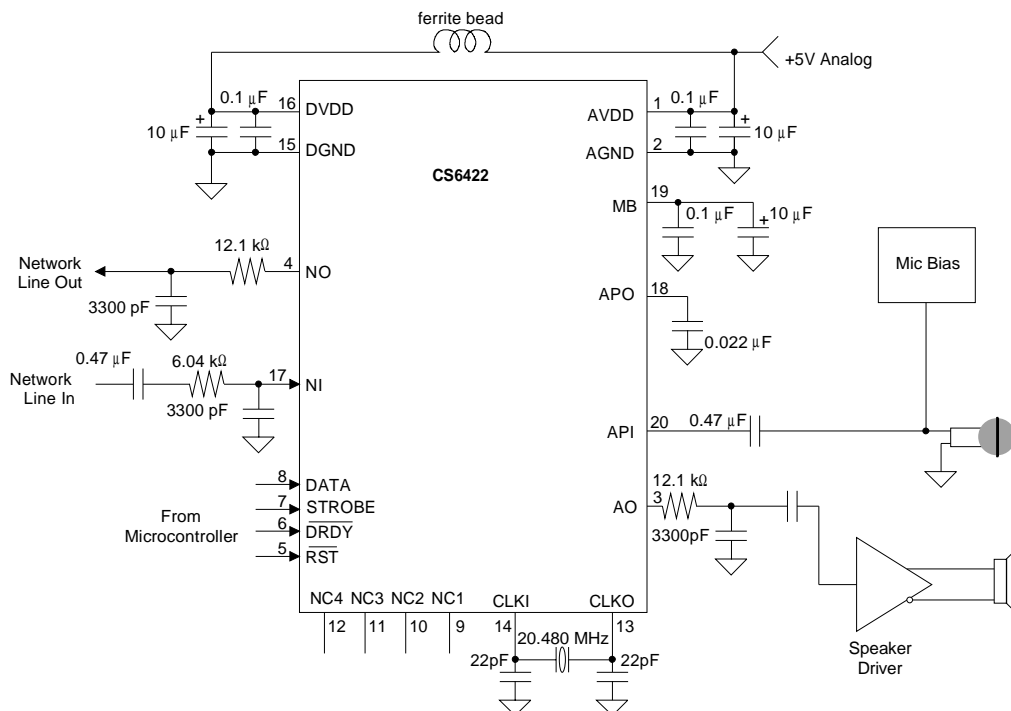 ferrite bead
+5V Analog
0.1 μF
16
DVDD
10 μF
+
15
DGND
1
0.1 μF
AVDD
+
10 μF
2
AGND
CS6422
19
MB
0.1 μF
+
10 μF
12.1 kΩ
Network
Line Out
4
NO
3300 pF
18
APO
0.022 μF
Mic Bias
0.47 μF
6.04 kΩ
Network
Line In
17
NI
3300 pF
20
API
0.47 μF
8
DATA
7
STROBE
6
DRDY
5
RST
From
Microcontroller
12.1 kΩ
3
AO
3300pF
NC4
NC3
NC2
NC1
CLKI
CLKO
12
11
10
9
14
13
20.480 MHz
22pF
22pF
Speaker
Driver